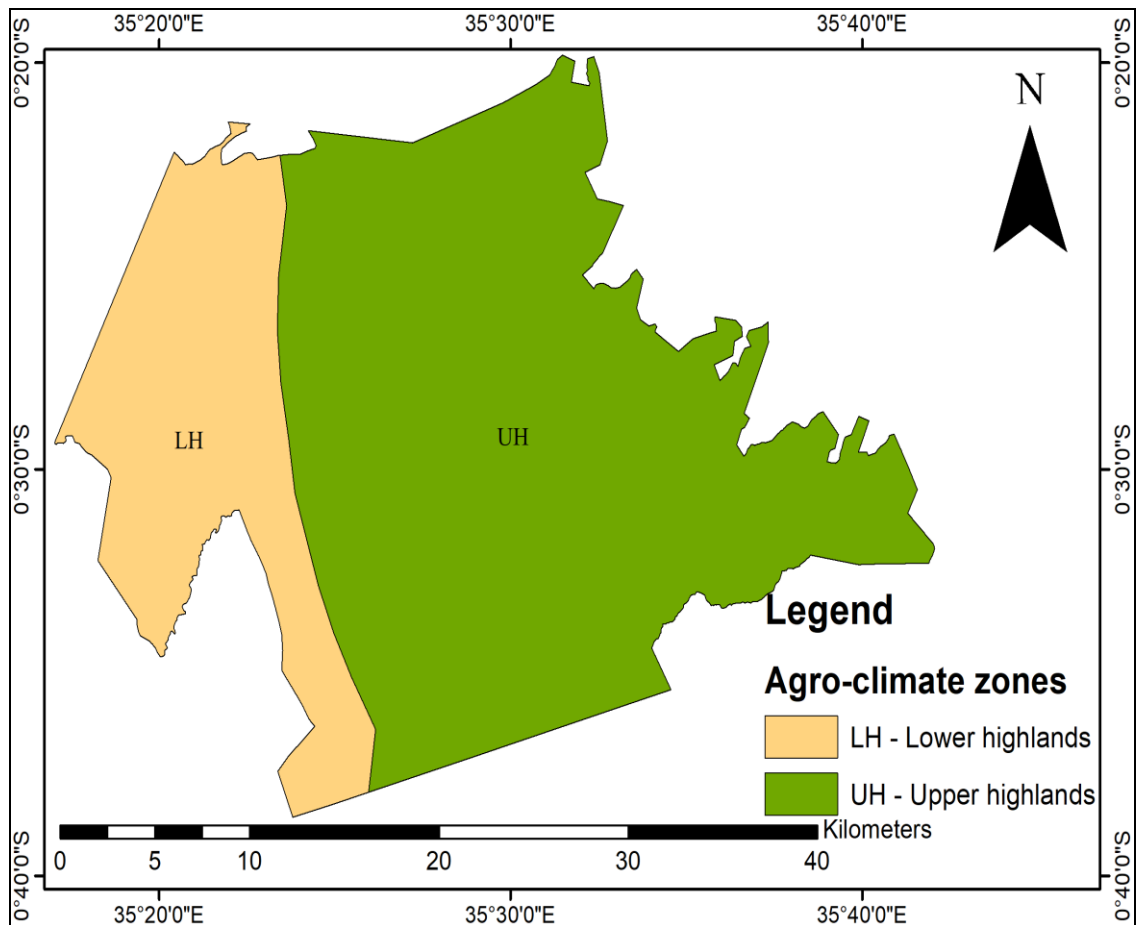 35°20'0"E 35°30'0"E 35°40'0"E
0°20'0"S 0°20'0"S
N
LH UH
0°30'0"S 0°30'0"S
Legend
Agro-climate zones
LH - Lower highlands
UH - Upper highlands
Kilometers
0 5 10 20 30 40
0°40'0"S 0°40'0"S
35°20'0"E 35°30'0"E 35°40'0"E